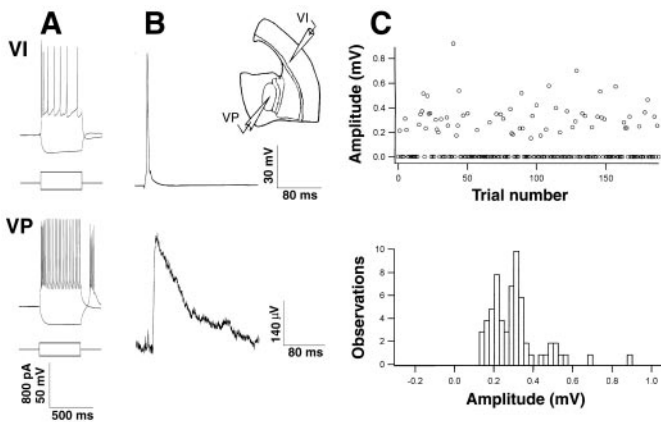 A
B
C
VI
VI
VP
30 mV
80 ms
Amplitude (mV)
0.8
0.6
0.4
0.2
0.0
0
50
100
150
Trial number
VP
800 pA
50 mV
500 ms
140 µV
80 ms
Observations
10
8
6
4
2
0
-0.2
0.0
0.2
0.4
0.6
0.8
1.0
Amplitude (mV)